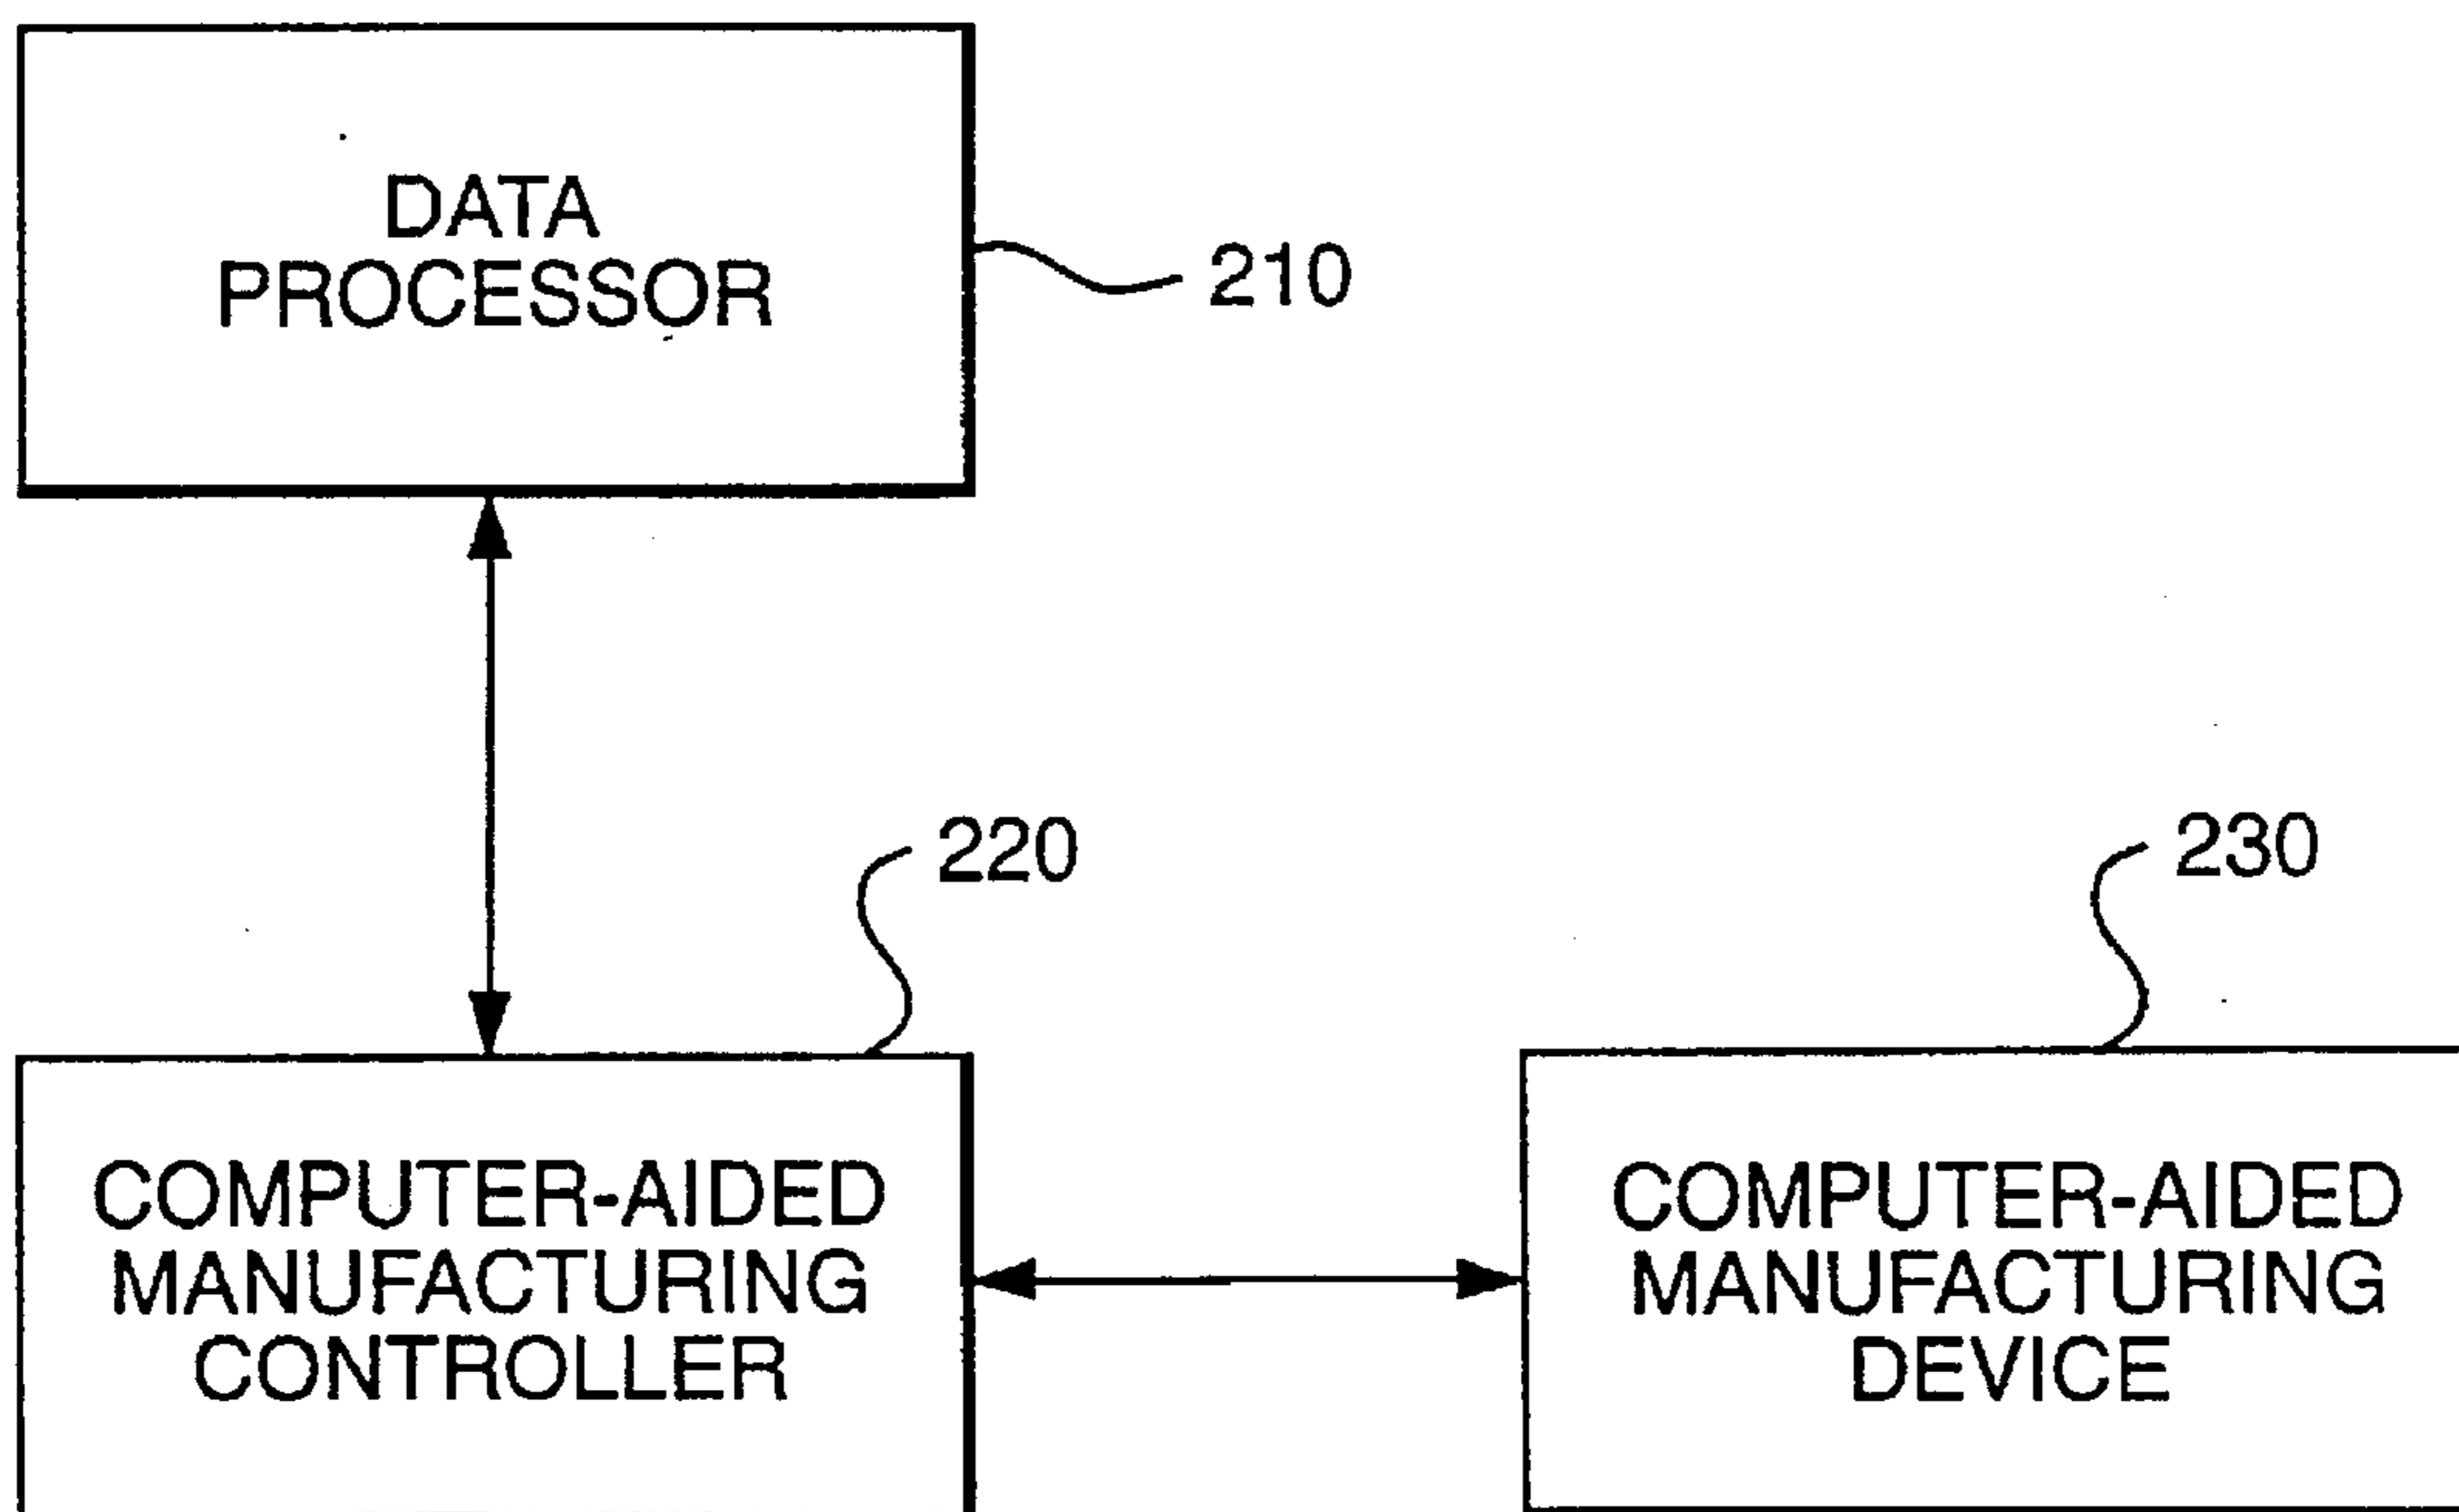 DATA
PROCESSOR
210
220
230
COMPUTER-AIDED
MANUFACTURING
CONTROLLER
COMPUTER-AIDED
MANUFACTURING
DEVICE